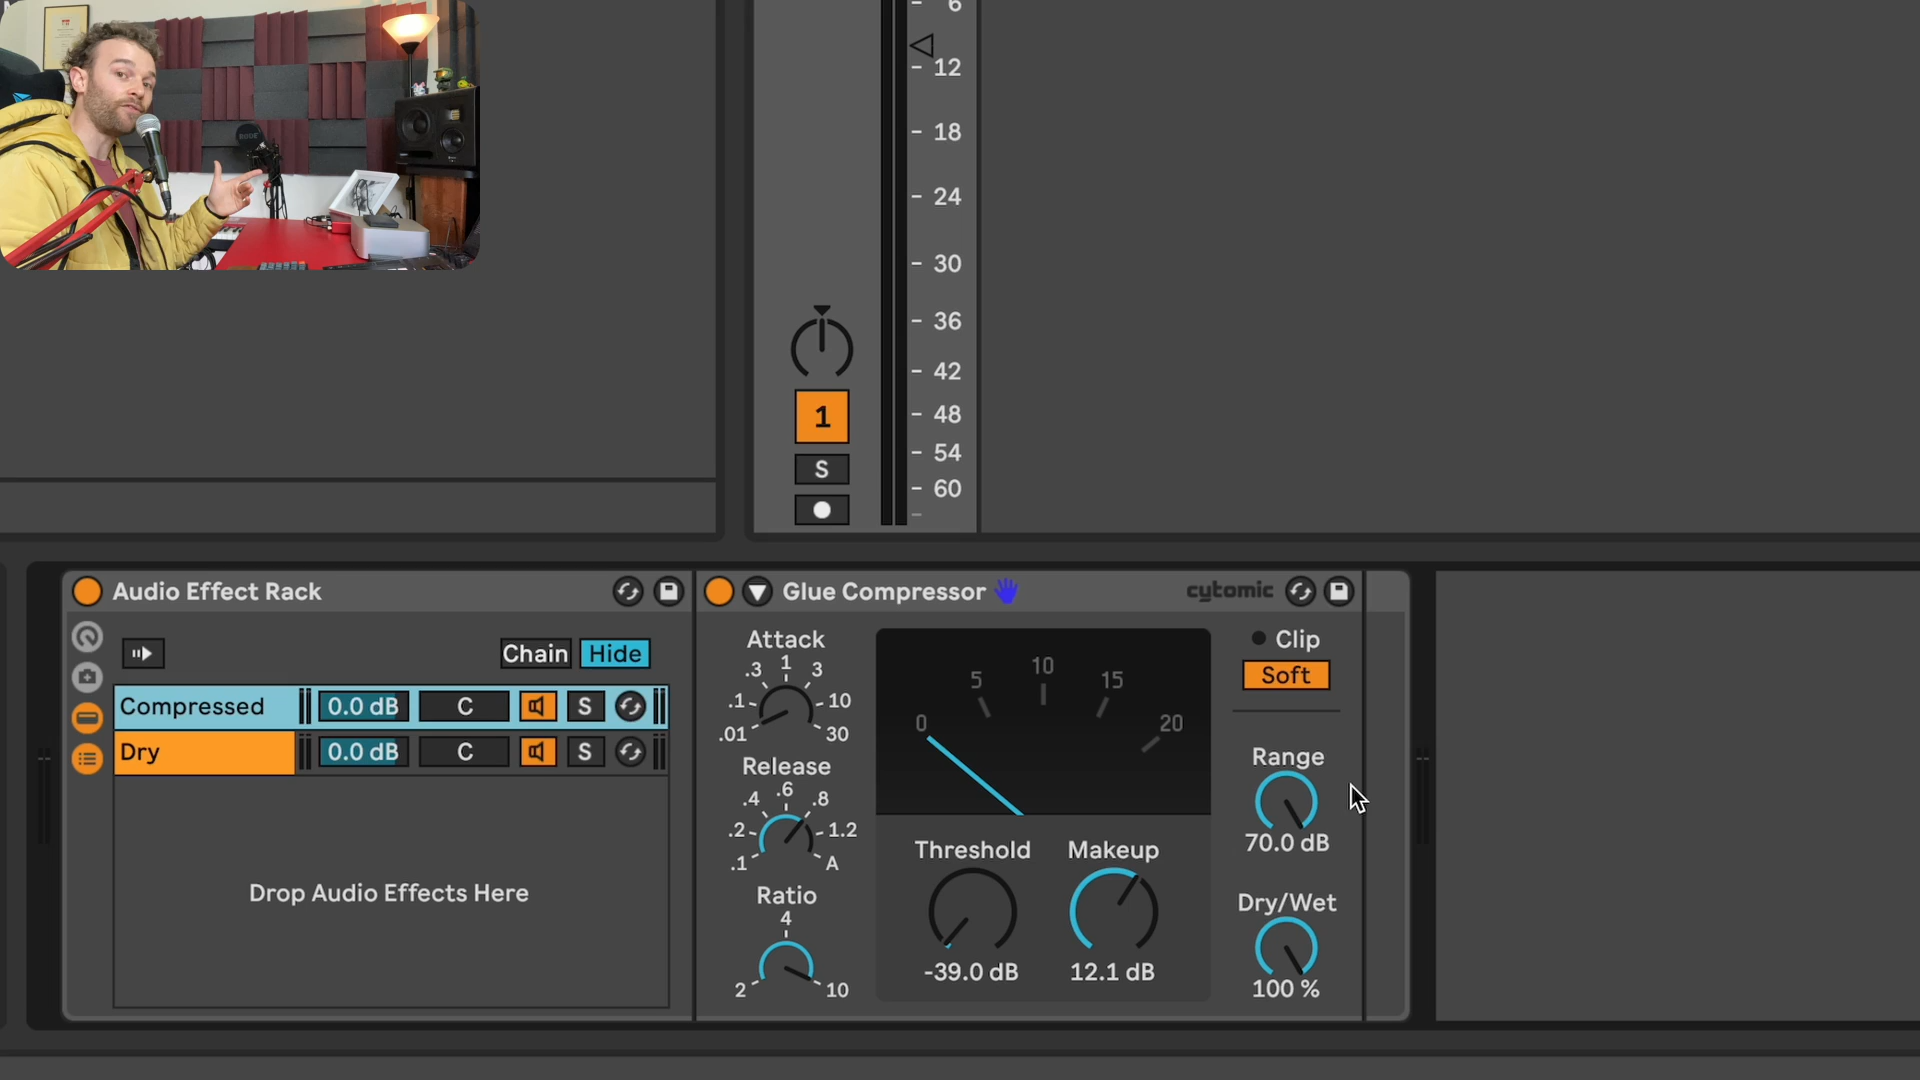 6
12
18
24
30
36
42
48
54
60
1
S
RODE
Audio Effect Rack
Chain Hide
Compressed 0.0 dB C S
Dry 0.0 dB C S
Drop Audio Effects Here
Glue Compressor cytomic
Attack
.01 .1 .3 1 3 10 30
Release
.1 .2 .4 .6 .8 1.2 A
Ratio
2 4 10
0 5 10 15 20
Threshold
-39.0 dB
Makeup
12.1 dB
Clip
Soft
Range
70.0 dB
Dry/Wet
100 %